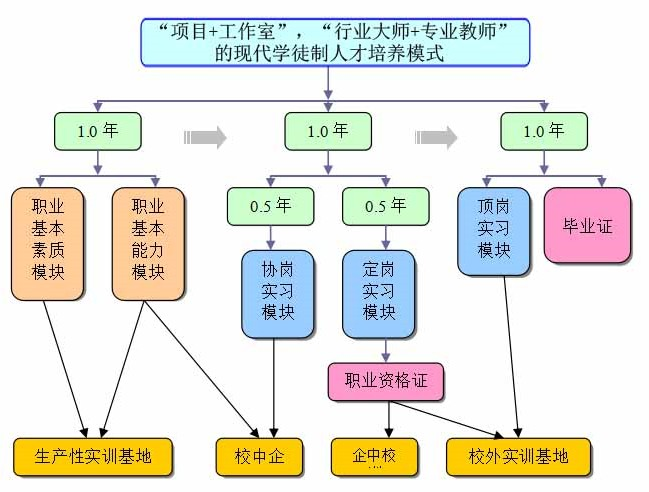 “项目+工作室”，“行业大师+专业教师”
的现代学徒制人才培养模式
1.0 年
1.0 年
1.0 年
职业
基本
素质
模块
职业
基本
能力
模块
0.5 年
0.5 年
顶岗
实习
模块
毕业证
协岗
实习
模块
定岗
实习
模块
职业资格证
生产性实训基地
校中企
企中校
校外实训基地